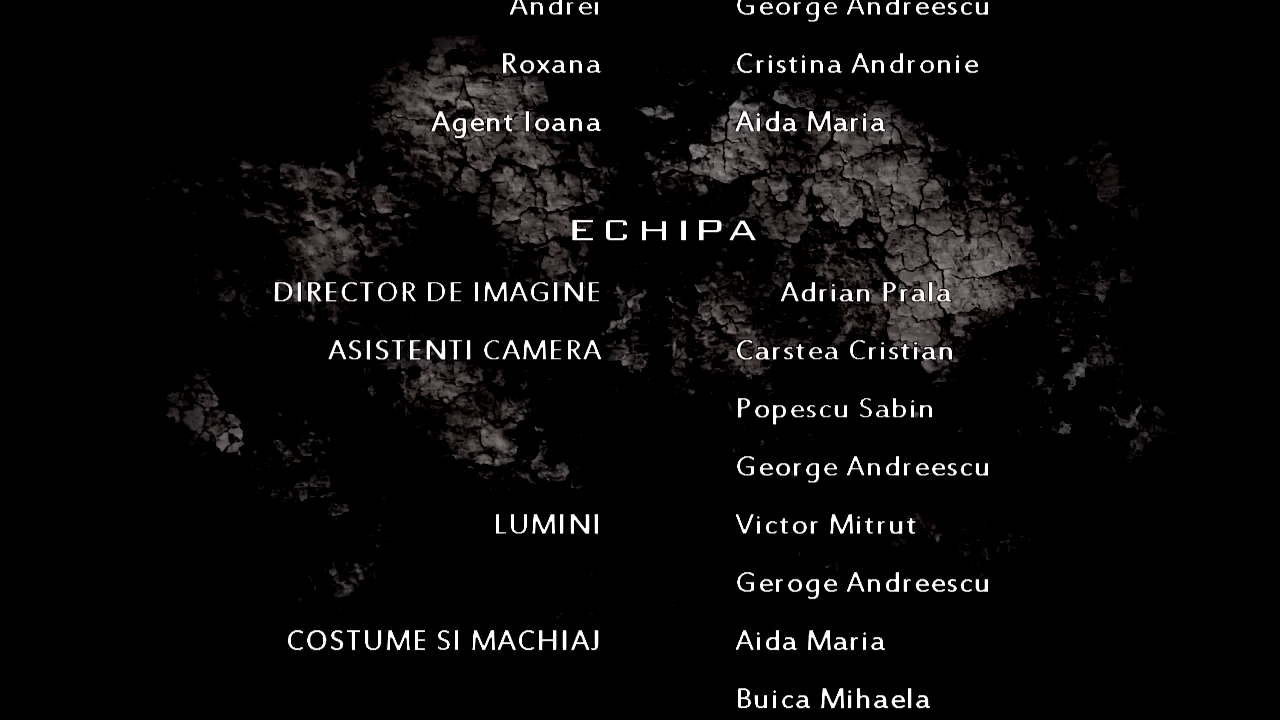 Andrei George Andreescu
Roxana Cristina Andronie
Agent Ioana Aida Maria
ECHIPA
DIRECTOR DE IMAGINE Adrian Prala
ASISTENTI CAMERA Carstea Cristian
Popescu Sabin
George Andreescu
LUMINI Victor Mitrut
Geroge Andreescu
COSTUME SI MACHIAJ Aida Maria
Buica Mihaela